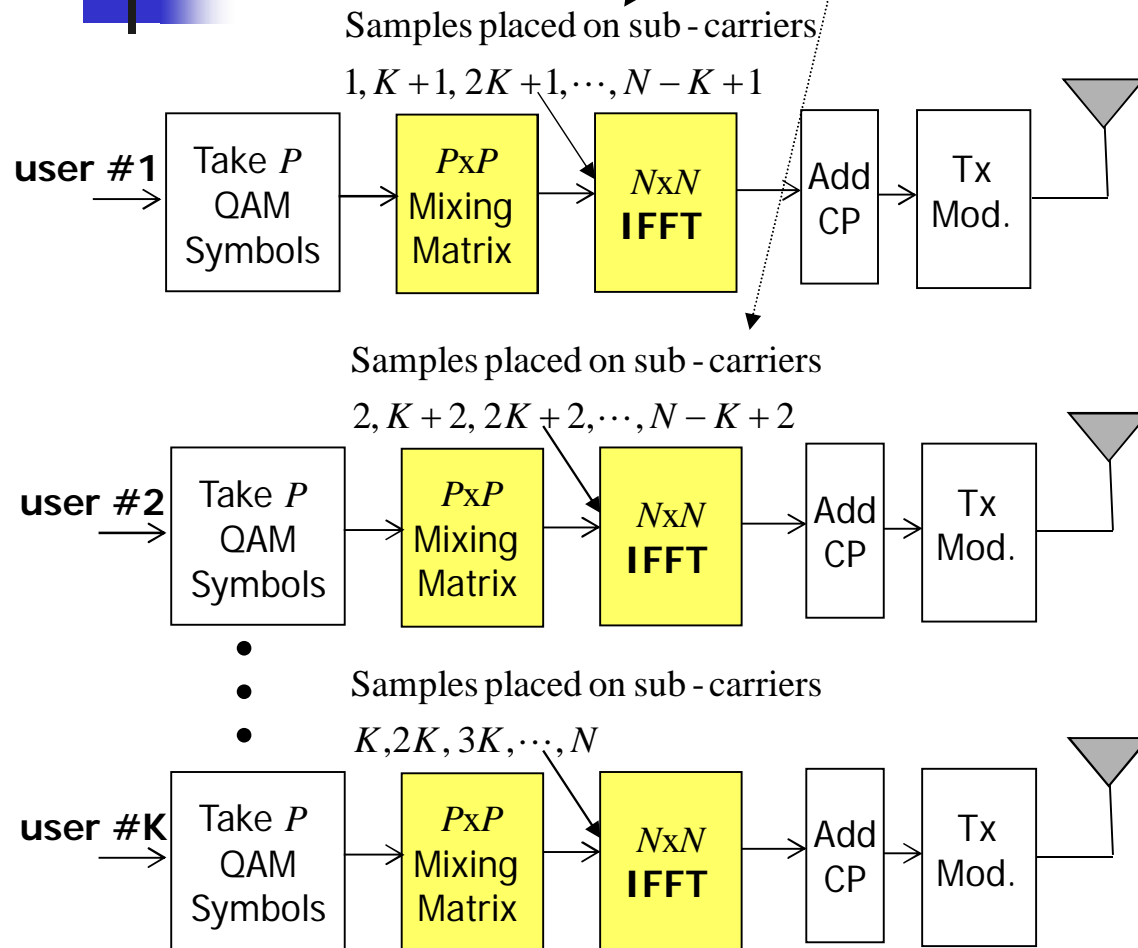 Samples placed on sub - carriers
1, K + 1, 2K + 1, ⋯, N − K + 1
user #1
Take P
QAM
Symbols
PxP
Mixing
Matrix
NxN
IFFT
Add
CP
Tx
Mod.
Samples placed on sub - carriers
2, K + 2, 2K + 2, ⋯, N − K + 2
user #2
Take P
QAM
Symbols
PxP
Mixing
Matrix
NxN
IFFT
Add
CP
Tx
Mod.
Samples placed on sub - carriers
K, 2K, 3K, ⋯, N
user #K
Take P
QAM
Symbols
PxP
Mixing
Matrix
NxN
IFFT
Add
CP
Tx
Mod.